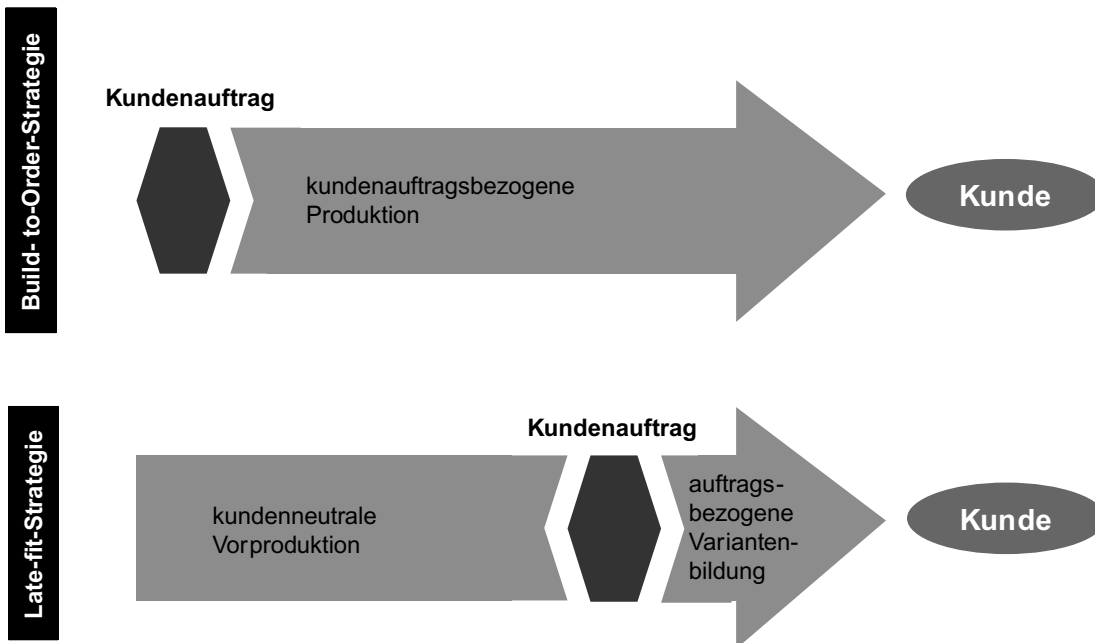 Build- to-Order-Strategie
Kundenauftrag
kundenauftragsbezogene
Produktion
Kunde
Late-fit-Strategie
Kundenauftrag
kundenneutrale
Vorproduktion
auftrags-
bezogene
Varianten-
bildung
Kunde